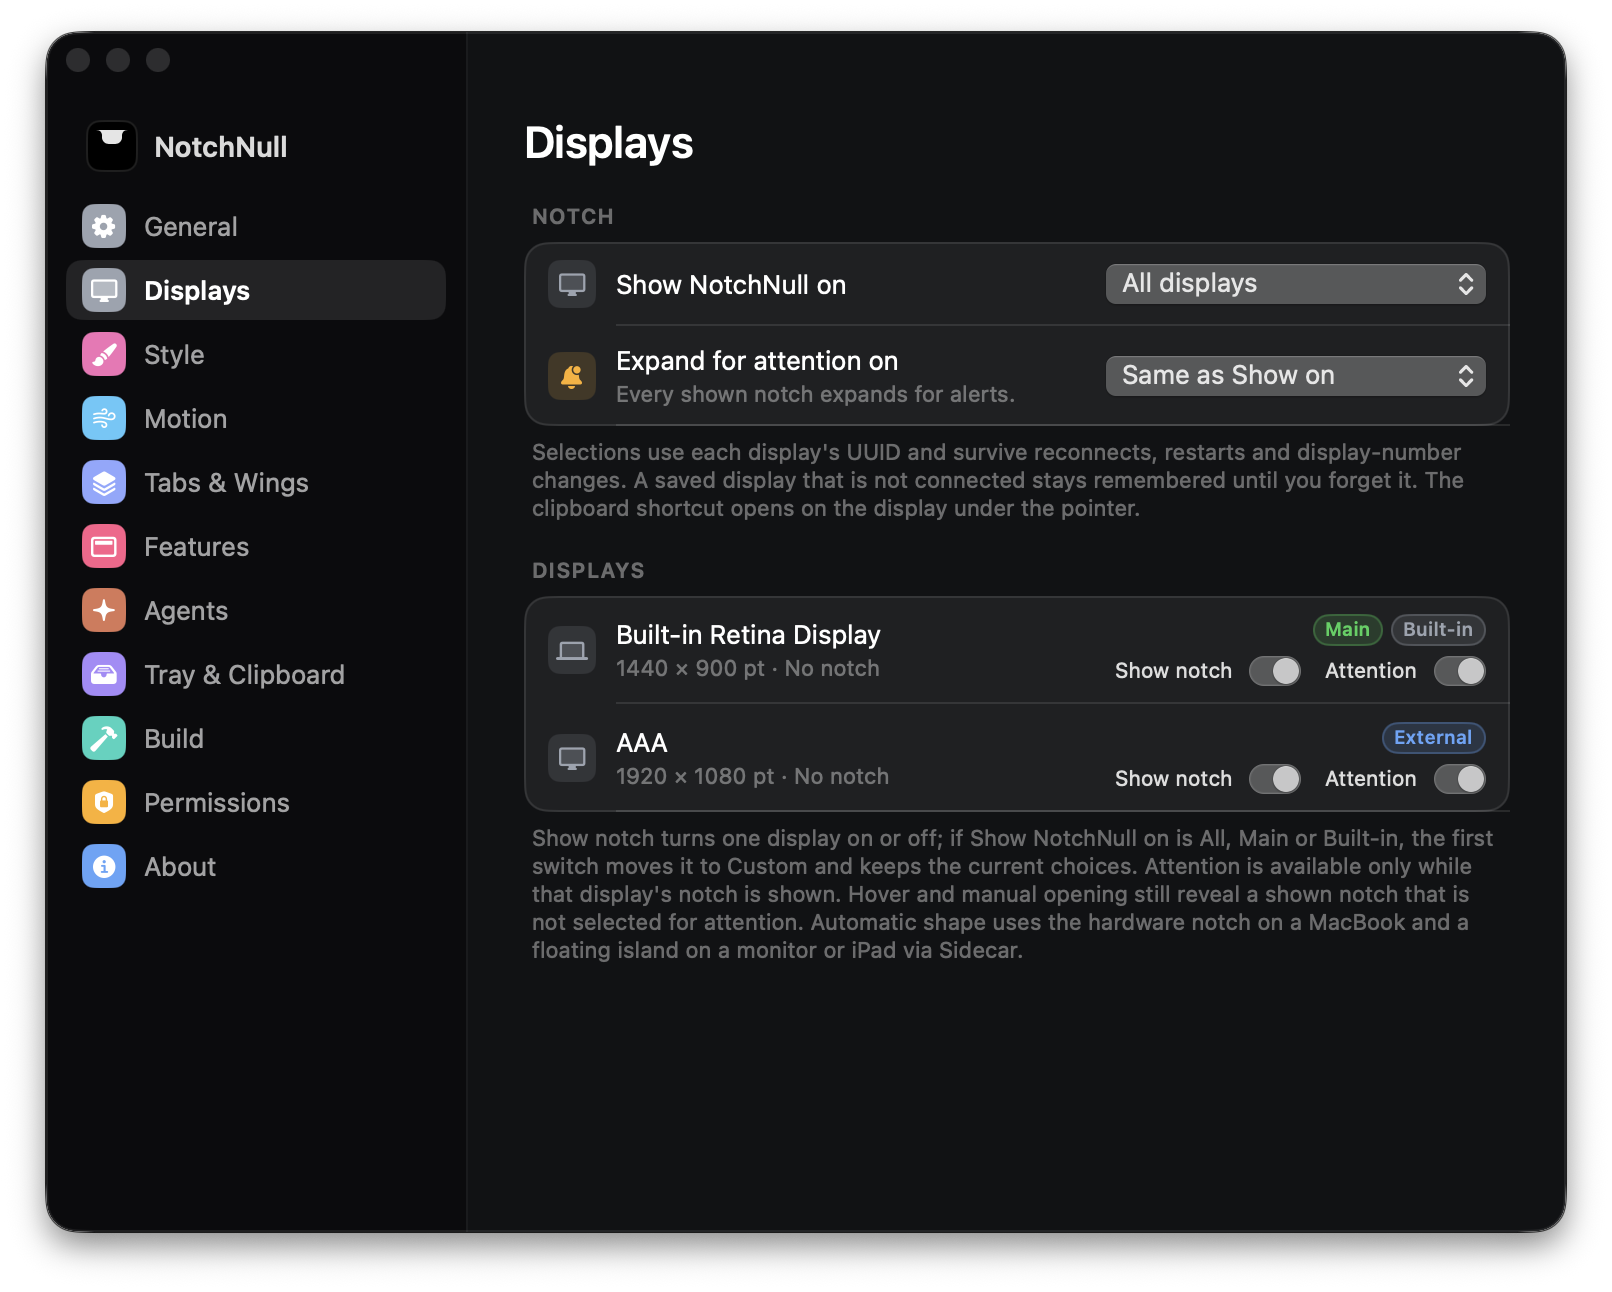 NotchNull
General
Displays
Style
Motion
Tabs & Wings
Features
Agents
Tray & Clipboard
Build
Permissions
About
Displays
NOTCH
Show NotchNull on
All displays
Expand for attention on
Every shown notch expands for alerts.
Same as Show on
Selections use each display's UUID and survive reconnects, restarts and display-number
changes. A saved display that is not connected stays remembered until you forget it. The
clipboard shortcut opens on the display under the pointer.
DISPLAYS
Built-in Retina Display
1440 × 900 pt · No notch
Main
Built-in
Show notch
Attention
AAA
1920 × 1080 pt · No notch
External
Show notch
Attention
Show notch turns one display on or off; if Show NotchNull on is All, Main or Built-in, the first
switch moves it to Custom and keeps the current choices. Attention is available only while
that display's notch is shown. Hover and manual opening still reveal a shown notch that is
not selected for attention. Automatic shape uses the hardware notch on a MacBook and a
floating island on a monitor or iPad via Sidecar.